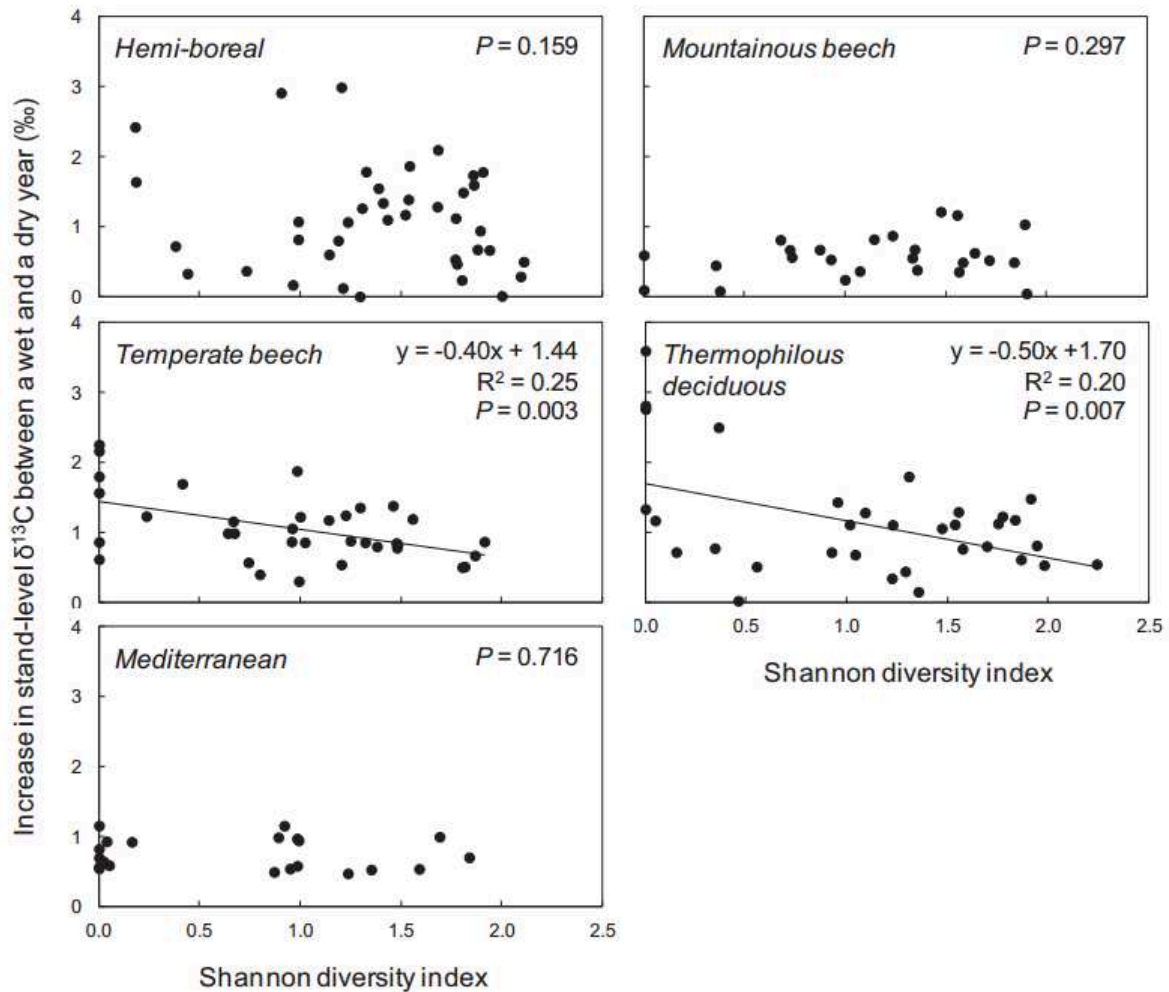 Increase in stand-level δ¹³C between a wet and a dry year (‰)
4
3
2
1
0
Hemi-boreal
P = 0.159
Mountainous beech
P = 0.297
4
3
2
1
0
Temperate beech
y = -0.40x + 1.44
R² = 0.25
P = 0.003
Thermophilous
deciduous
y = -0.50x +1.70
R² = 0.20
P = 0.007
0.0 0.5 1.0 1.5 2.0 2.5
Shannon diversity index
4
3
2
1
0
Mediterranean
P = 0.716
0.0 0.5 1.0 1.5 2.0 2.5
Shannon diversity index